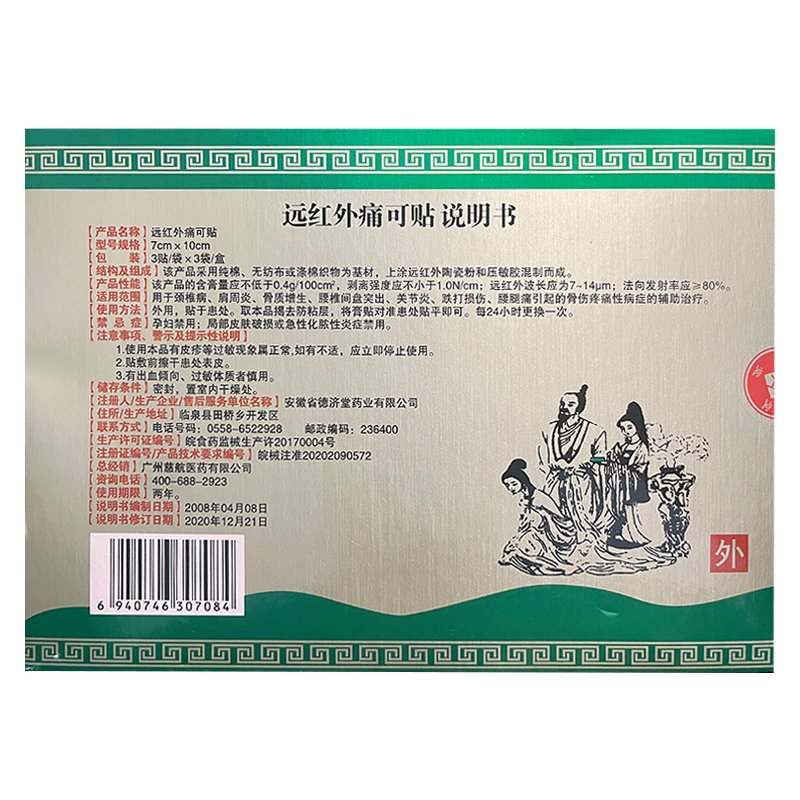 远红外痛可贴 说明书
【产品名称】远红外痛可贴
【型号规格】7cm×10cm
【包 装】3贴/袋×3袋/盒
【结构及组成】该产品采用纯棉、无纺布或涤棉织物为基材，上涂远红外陶瓷粉和压敏胶混制而成。
【产品性能】该产品的含膏量应不低于0.4g/100cm²，剥离强度应不小于1.0N/cm；远红外波长应为7~14μm；法向发射率应≥80%。
【适用范围】用于颈椎病、肩周炎、骨质增生、腰椎间盘突出、关节炎、跌打损伤、腰腿痛引起的骨伤疼痛性病症的辅助治疗。
【使用方法】外用，贴于患处。取本品揭去防粘层，将膏贴对准患处贴平即可。每24小时更换一次。
【禁忌症】孕妇禁用；局部皮肤破损或急性化脓性炎症禁用。
【注意事项、警示及提示性说明】
1.使用本品有皮疹等过敏现象属正常,如有不适，应立即停止使用。
2.贴敷前擦干患处表皮。
3.有出血倾向、过敏体质者慎用。
【储存条件】密封，置室内干燥处。
【注册人/生产企业/售后服务单位名称】安徽省德济堂药业有限公司
【住所/生产地址】临泉县田桥乡开发区
【联系方式】电话号码：0558-6522928 邮政编码：236400
【生产许可证编号】皖食药监械生产许20170004号
【注册证编号/产品技术要求编号】皖械注准20202090572
【总经销】广州慈航医药有限公司
【咨询电话】400-688-2923
【使用期限】两年。
【说明书编制日期】2008年04月08日
【说明书修订日期】2020年12月21日
外
6 940746 307084